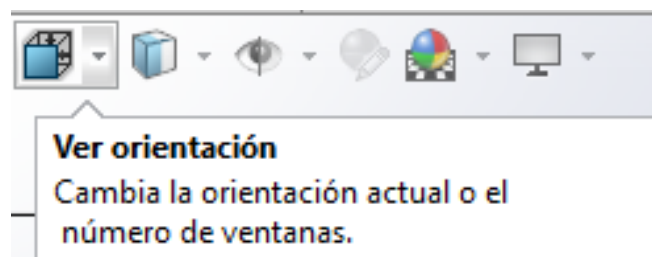 Ver orientación
Cambia la orientación actual o el
número de ventanas.